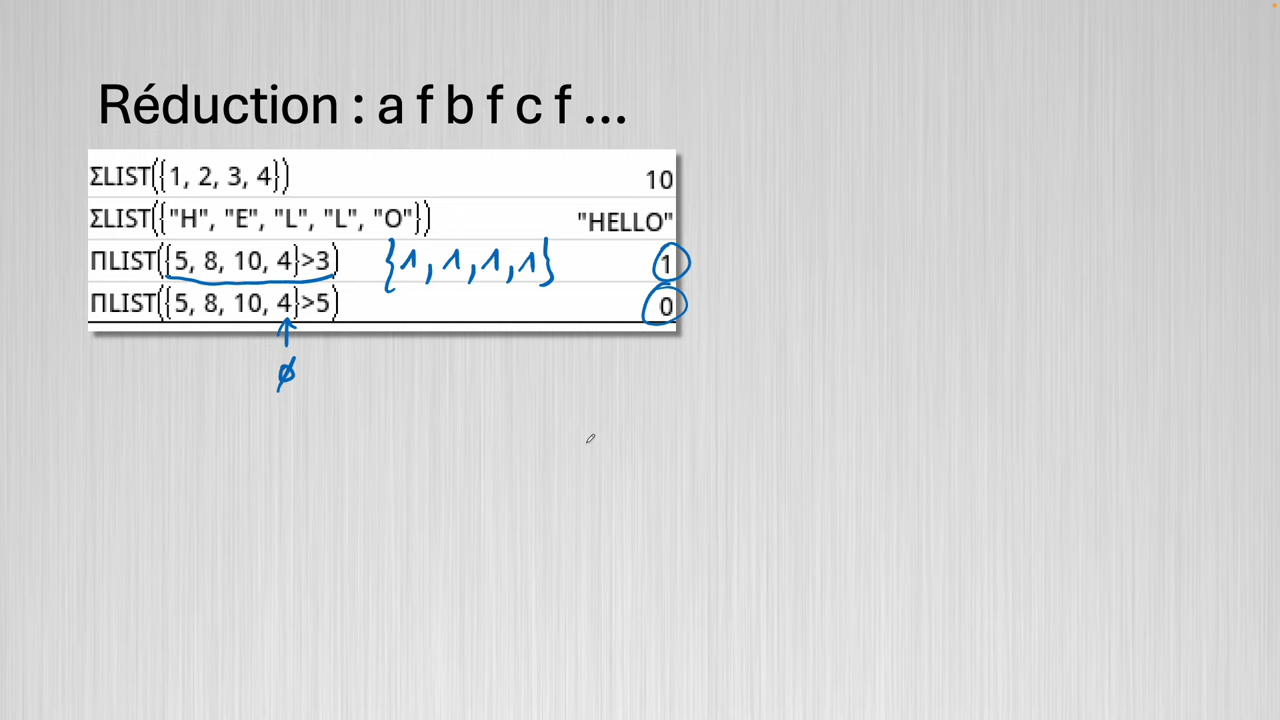 Réduction : a f b f c f ...
ΣLIST({1, 2, 3, 4}) 10
ΣLIST({"H", "E", "L", "L", "O"}) "HELLO"
ΠLIST({5, 8, 10, 4}>3) {1, 1, 1, 1} 1
ΠLIST({5, 8, 10, 4}>5) 0
↑
0